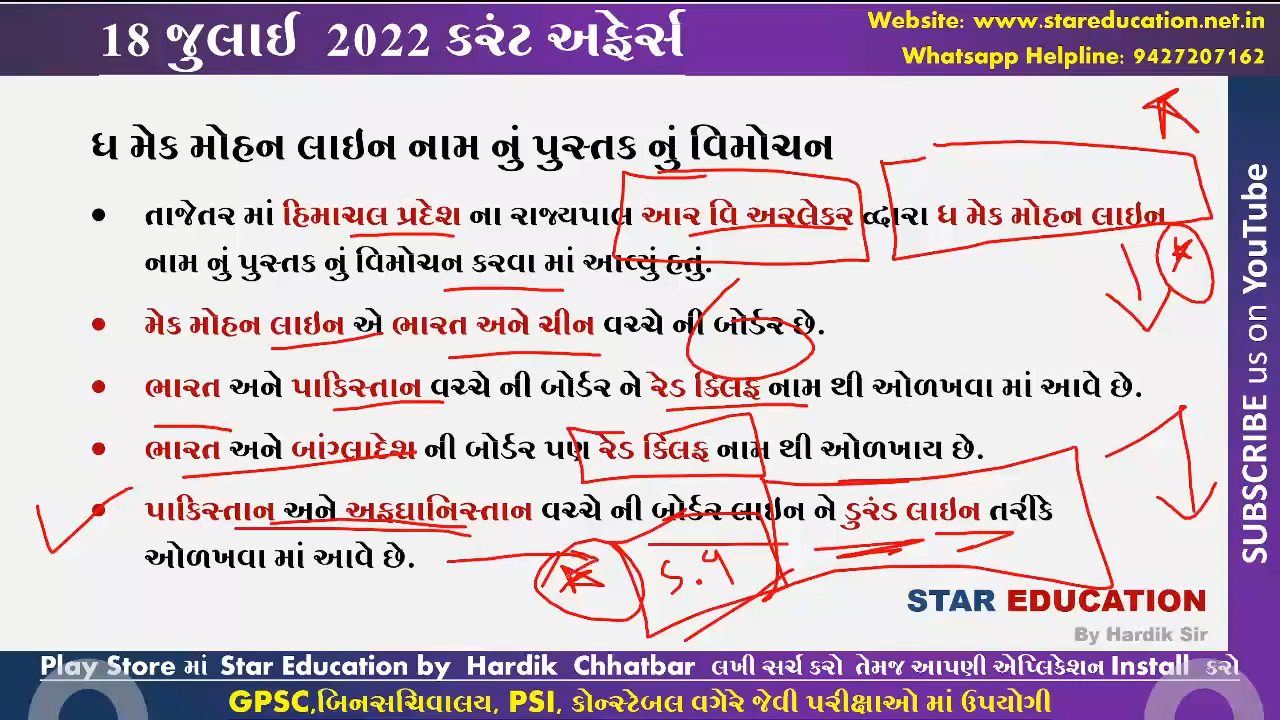 18 જુલાઈ 2022 કરંટ અફેર્સ
Website: www.stareducation.net.in
Whatsapp Helpline: 9427207162
ધ મેક મોહન લાઇન નામ નું પુસ્તક નું વિમોચન
• તાજેતર માં હિમાચલ પ્રદેશ ના રાજ્યપાલ આર વિ અરલેકર દ્વારા ધ મેક મોહન લાઇન
નામ નું પુસ્તક નું વિમોચન કરવા માં આવ્યું હતું.
• મેક મોહન લાઇન એ ભારત અને ચીન વચ્ચે ની બોર્ડર છે.
• ભારત અને પાકિસ્તાન વચ્ચે ની બોર્ડર ને રેડ ક્લિફ નામ થી ઓળખવા માં આવે છે.
• ભારત અને બાંગ્લાદેશ ની બોર્ડર પણ રેડ ક્લિફ નામ થી ઓળખાય છે.
• પાકિસ્તાન અને અફઘાનિસ્તાન વચ્ચે ની બોર્ડર લાઇન ને ડુરંડ લાઇન તરીકે
ઓળખવા માં આવે છે.
STAR EDUCATION
By Hardik Sir
SUBSCRIBE us on YouTube
Play Store માં Star Education by Hardik Chhatbar લખી સર્ચ કરો તેમજ આપણી એપ્લિકેશન Install કરો
GPSC,બિનસચિવાલય, PSI, કોન્સ્ટેબલ વગેરે જેવી પરીક્ષાઓ માં ઉપયોગી